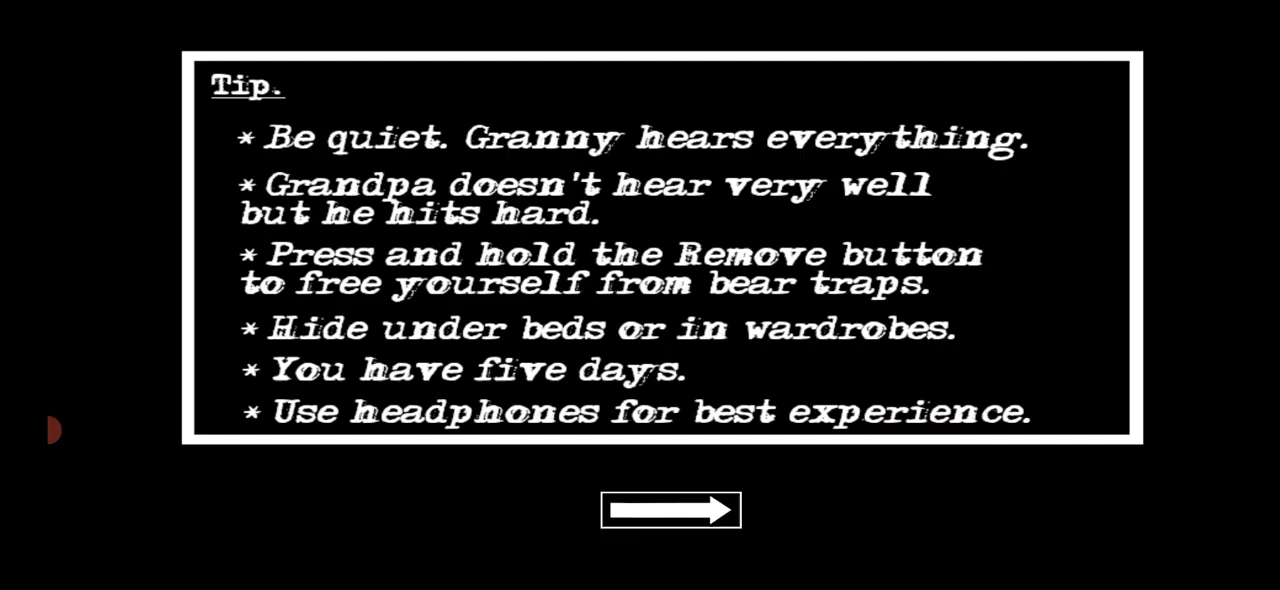 Tip.
* Be quiet. Granny hears everything.
* Grandpa doesn't hear very well
but he hits hard.
* Press and hold the Remove button
to free yourself from bear traps.
* Hide under beds or in wardrobes.
* You have five days.
* Use headphones for best experience.